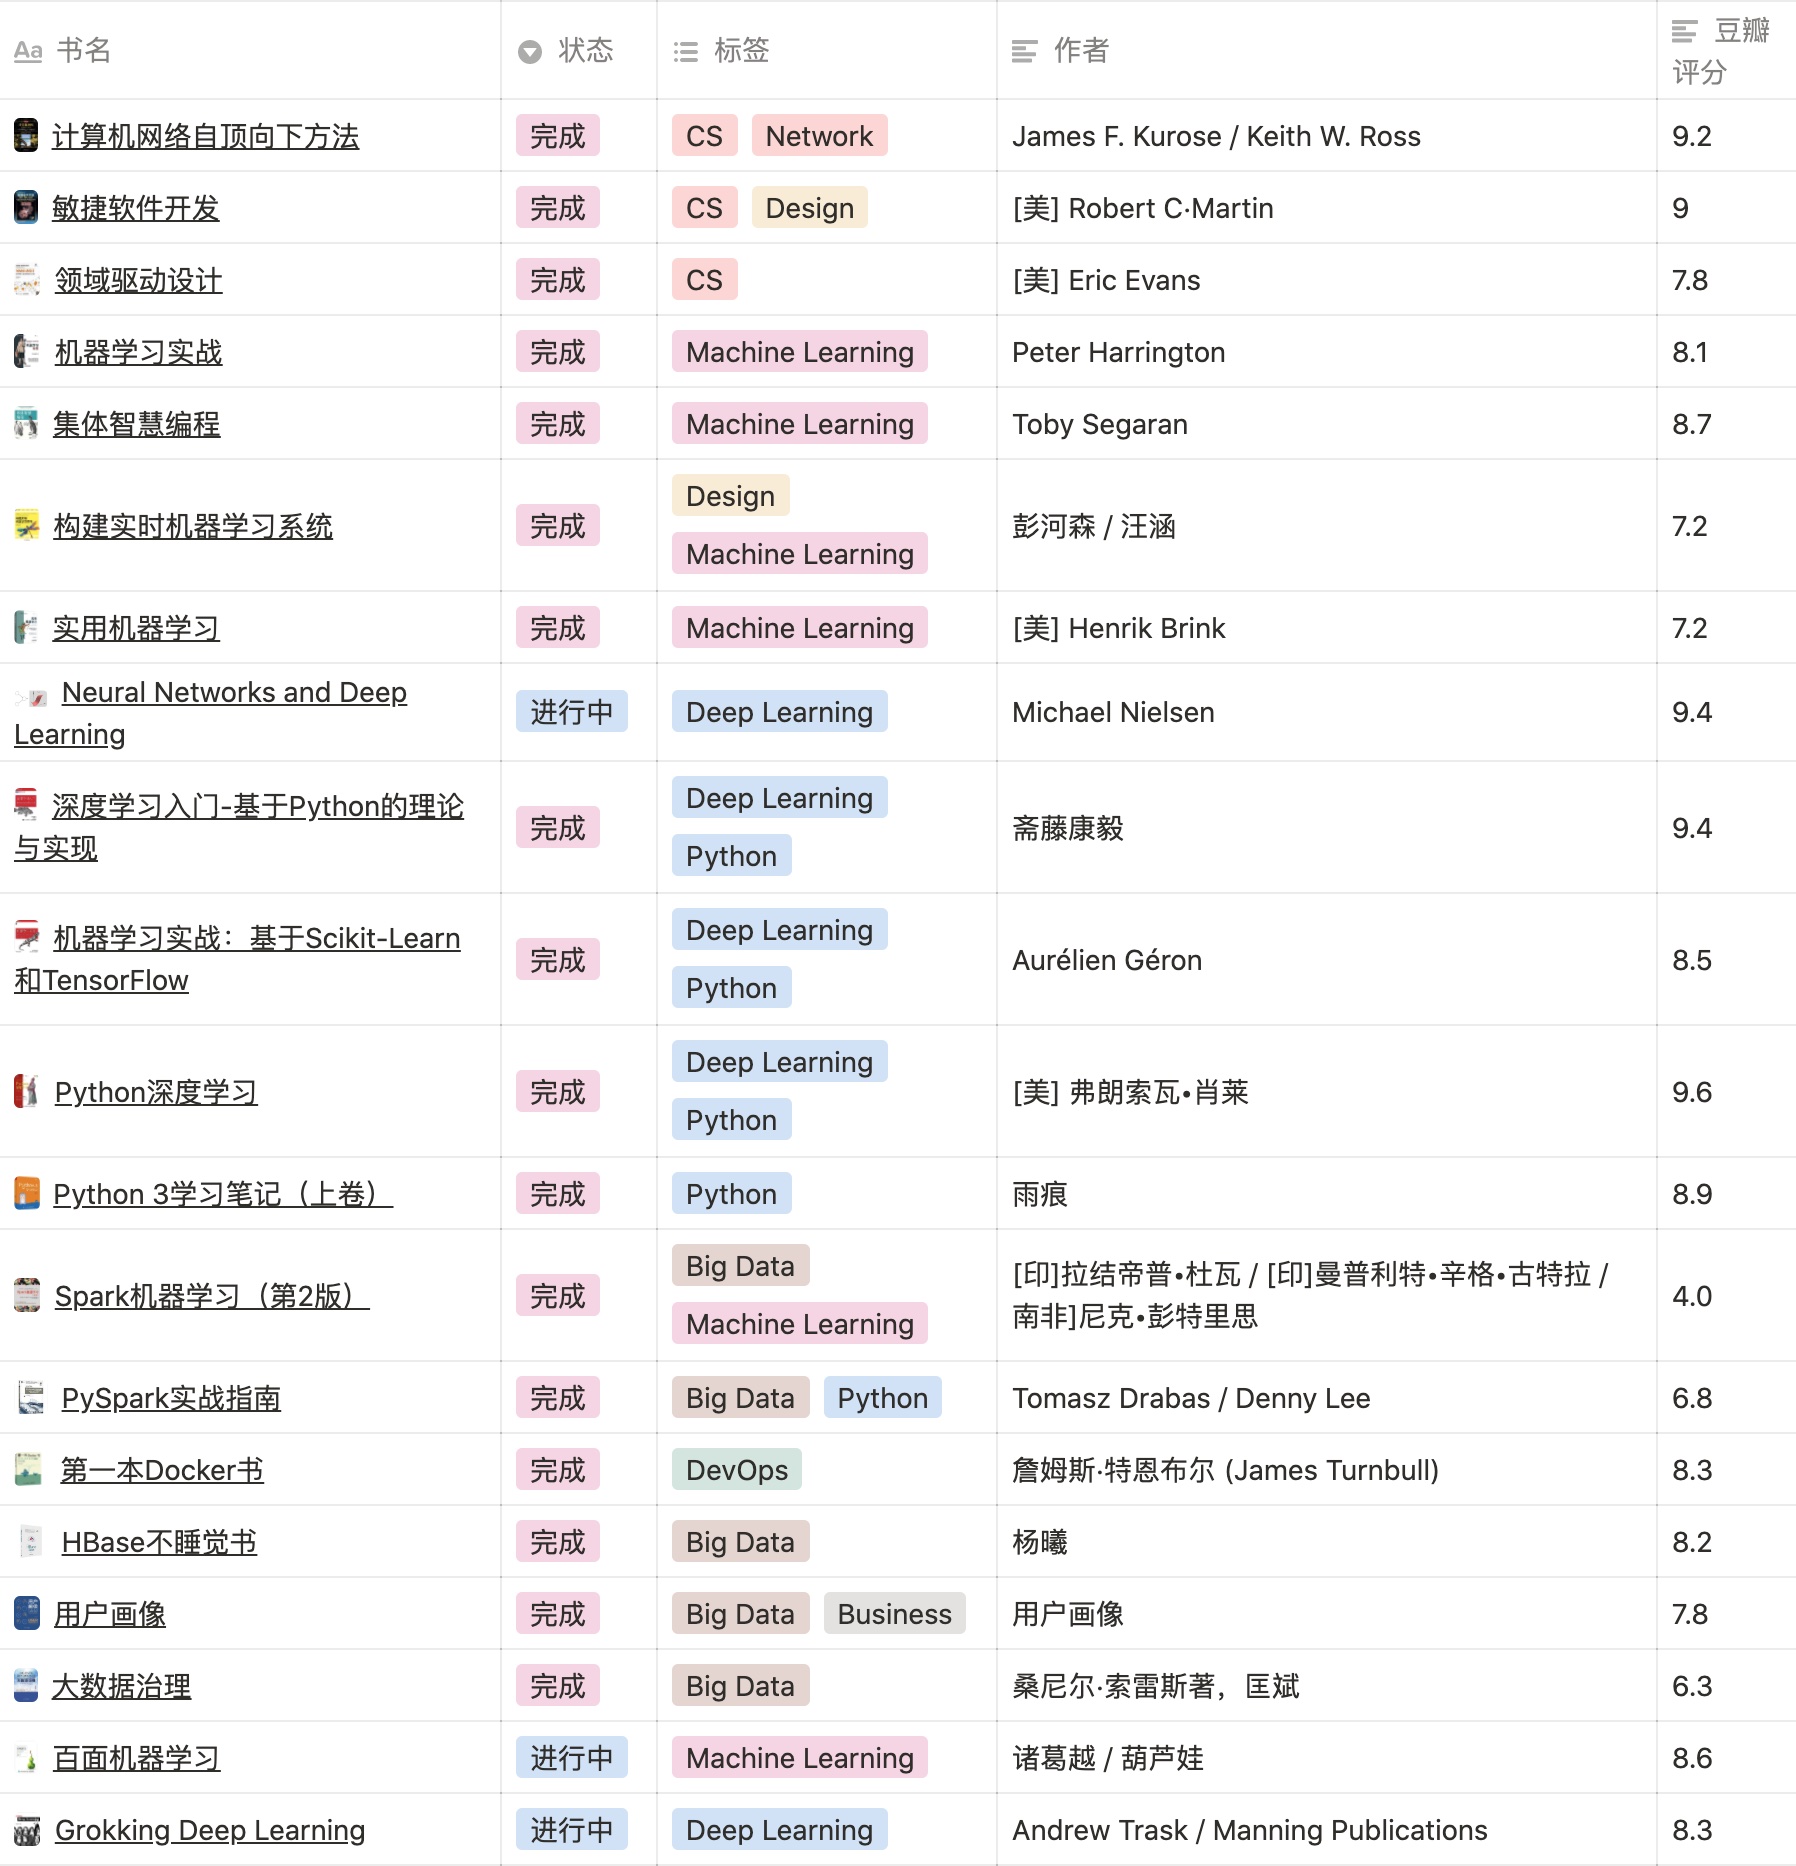 Aa 书名 状态 标签 作者 豆瓣
评分
计算机网络自顶向下方法 完成 CS Network James F. Kurose / Keith W. Ross 9.2
敏捷软件开发 完成 CS Design [美] Robert C·Martin 9
领域驱动设计 完成 CS [美] Eric Evans 7.8
机器学习实战 完成 Machine Learning Peter Harrington 8.1
集体智慧编程 完成 Machine Learning Toby Segaran 8.7
构建实时机器学习系统 完成 Design
Machine Learning 彭河森 / 汪涵 7.2
实用机器学习 完成 Machine Learning [美] Henrik Brink 7.2
Neural Networks and Deep
Learning 进行中 Deep Learning Michael Nielsen 9.4
深度学习入门-基于Python的理论
与实现 完成 Deep Learning
Python 斋藤康毅 9.4
机器学习实战：基于Scikit-Learn
和TensorFlow 完成 Deep Learning
Python Aurélien Géron 8.5
Python深度学习 完成 Deep Learning
Python [美] 弗朗索瓦•肖莱 9.6
Python 3学习笔记（上卷） 完成 Python 雨痕 8.9
Spark机器学习（第2版） 完成 Big Data
Machine Learning [印]拉结帝普•杜瓦 / [印]曼普利特•辛格•古特拉 /
南非]尼克•彭特里思 4.0
PySpark实战指南 完成 Big Data Python Tomasz Drabas / Denny Lee 6.8
第一本Docker书 完成 DevOps 詹姆斯·特恩布尔 (James Turnbull) 8.3
HBase不睡觉书 完成 Big Data 杨曦 8.2
用户画像 完成 Big Data Business 用户画像 7.8
大数据治理 完成 Big Data 桑尼尔·索雷斯著，匡斌 6.3
百面机器学习 进行中 Machine Learning 诸葛越 / 葫芦娃 8.6
Grokking Deep Learning 进行中 Deep Learning Andrew Trask / Manning Publications 8.3